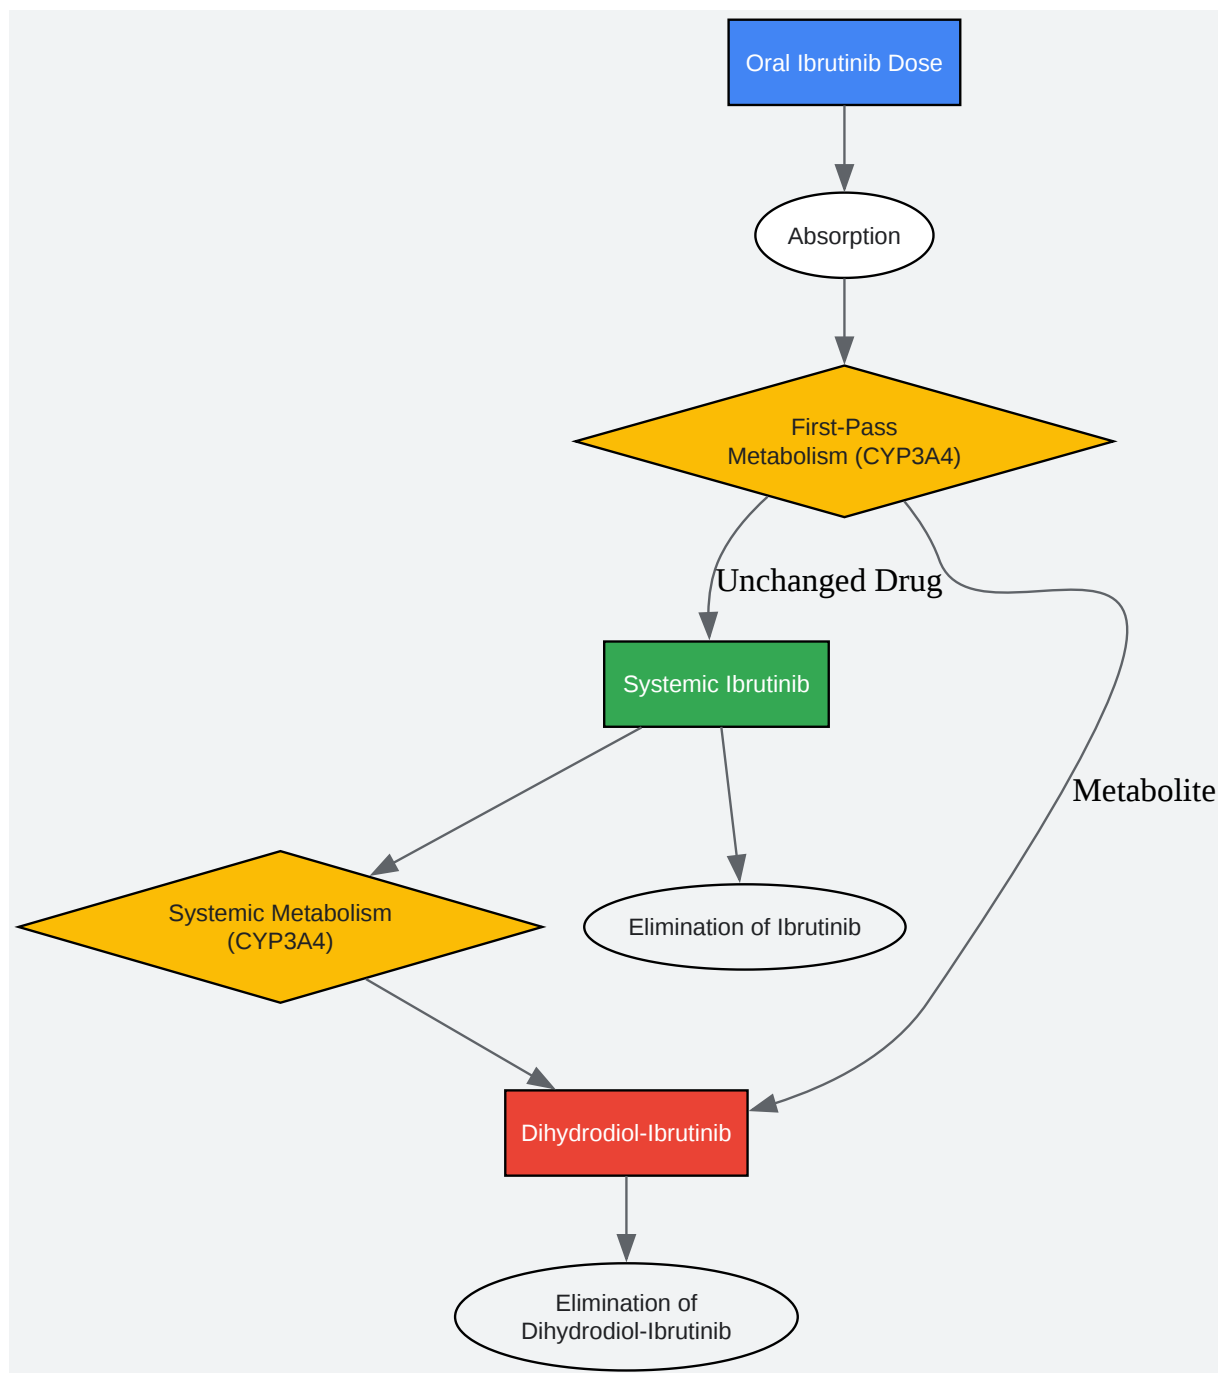 Oral Ibrutinib Dose
Absorption
First-Pass
Metabolism (CYP3A4)
Unchanged Drug
Systemic Ibrutinib
Metabolite
Systemic Metabolism
(CYP3A4)
Elimination of Ibrutinib
Dihydrodiol-Ibrutinib
Elimination of
Dihydrodiol-Ibrutinib